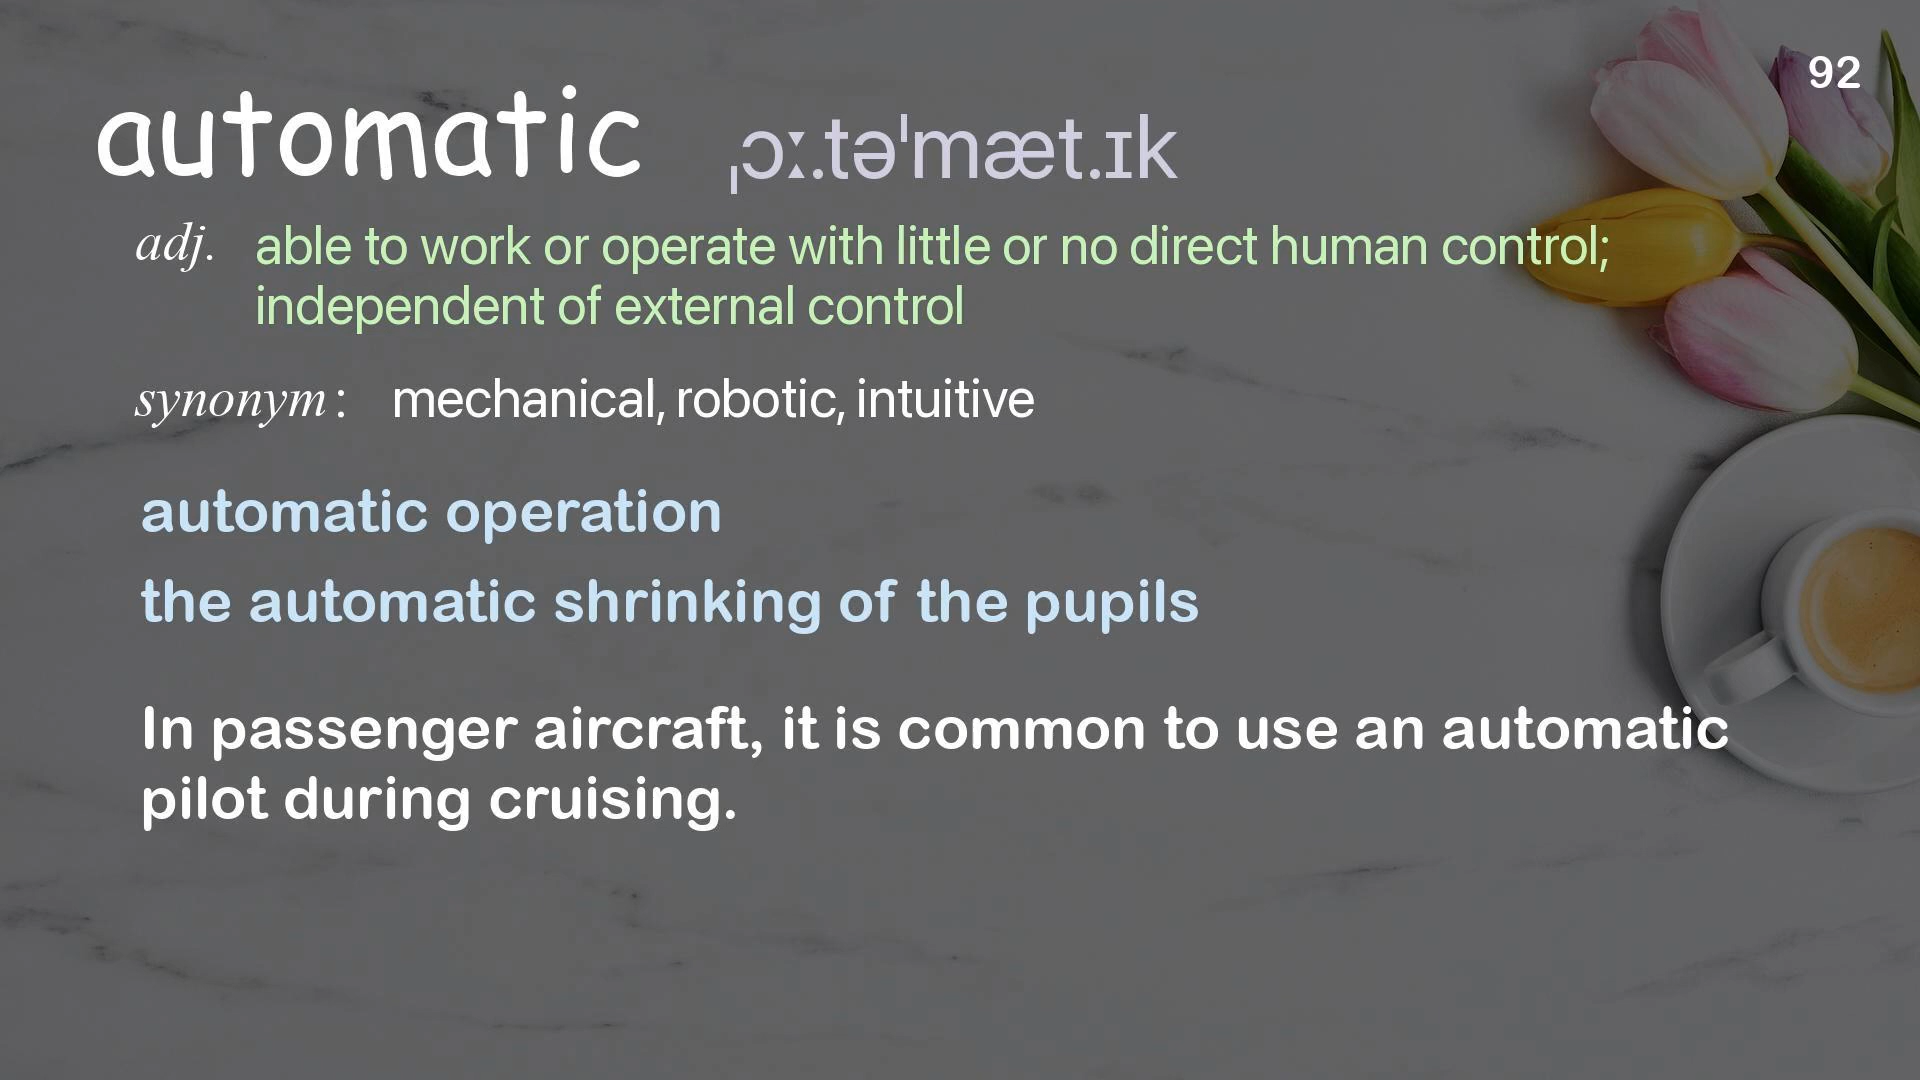 92
automatic ˌɔː.təˈmæt.ɪk
adj. able to work or operate with little or no direct human control;
independent of external control
synonym : mechanical, robotic, intuitive
automatic operation
the automatic shrinking of the pupils
In passenger aircraft, it is common to use an automatic
pilot during cruising.